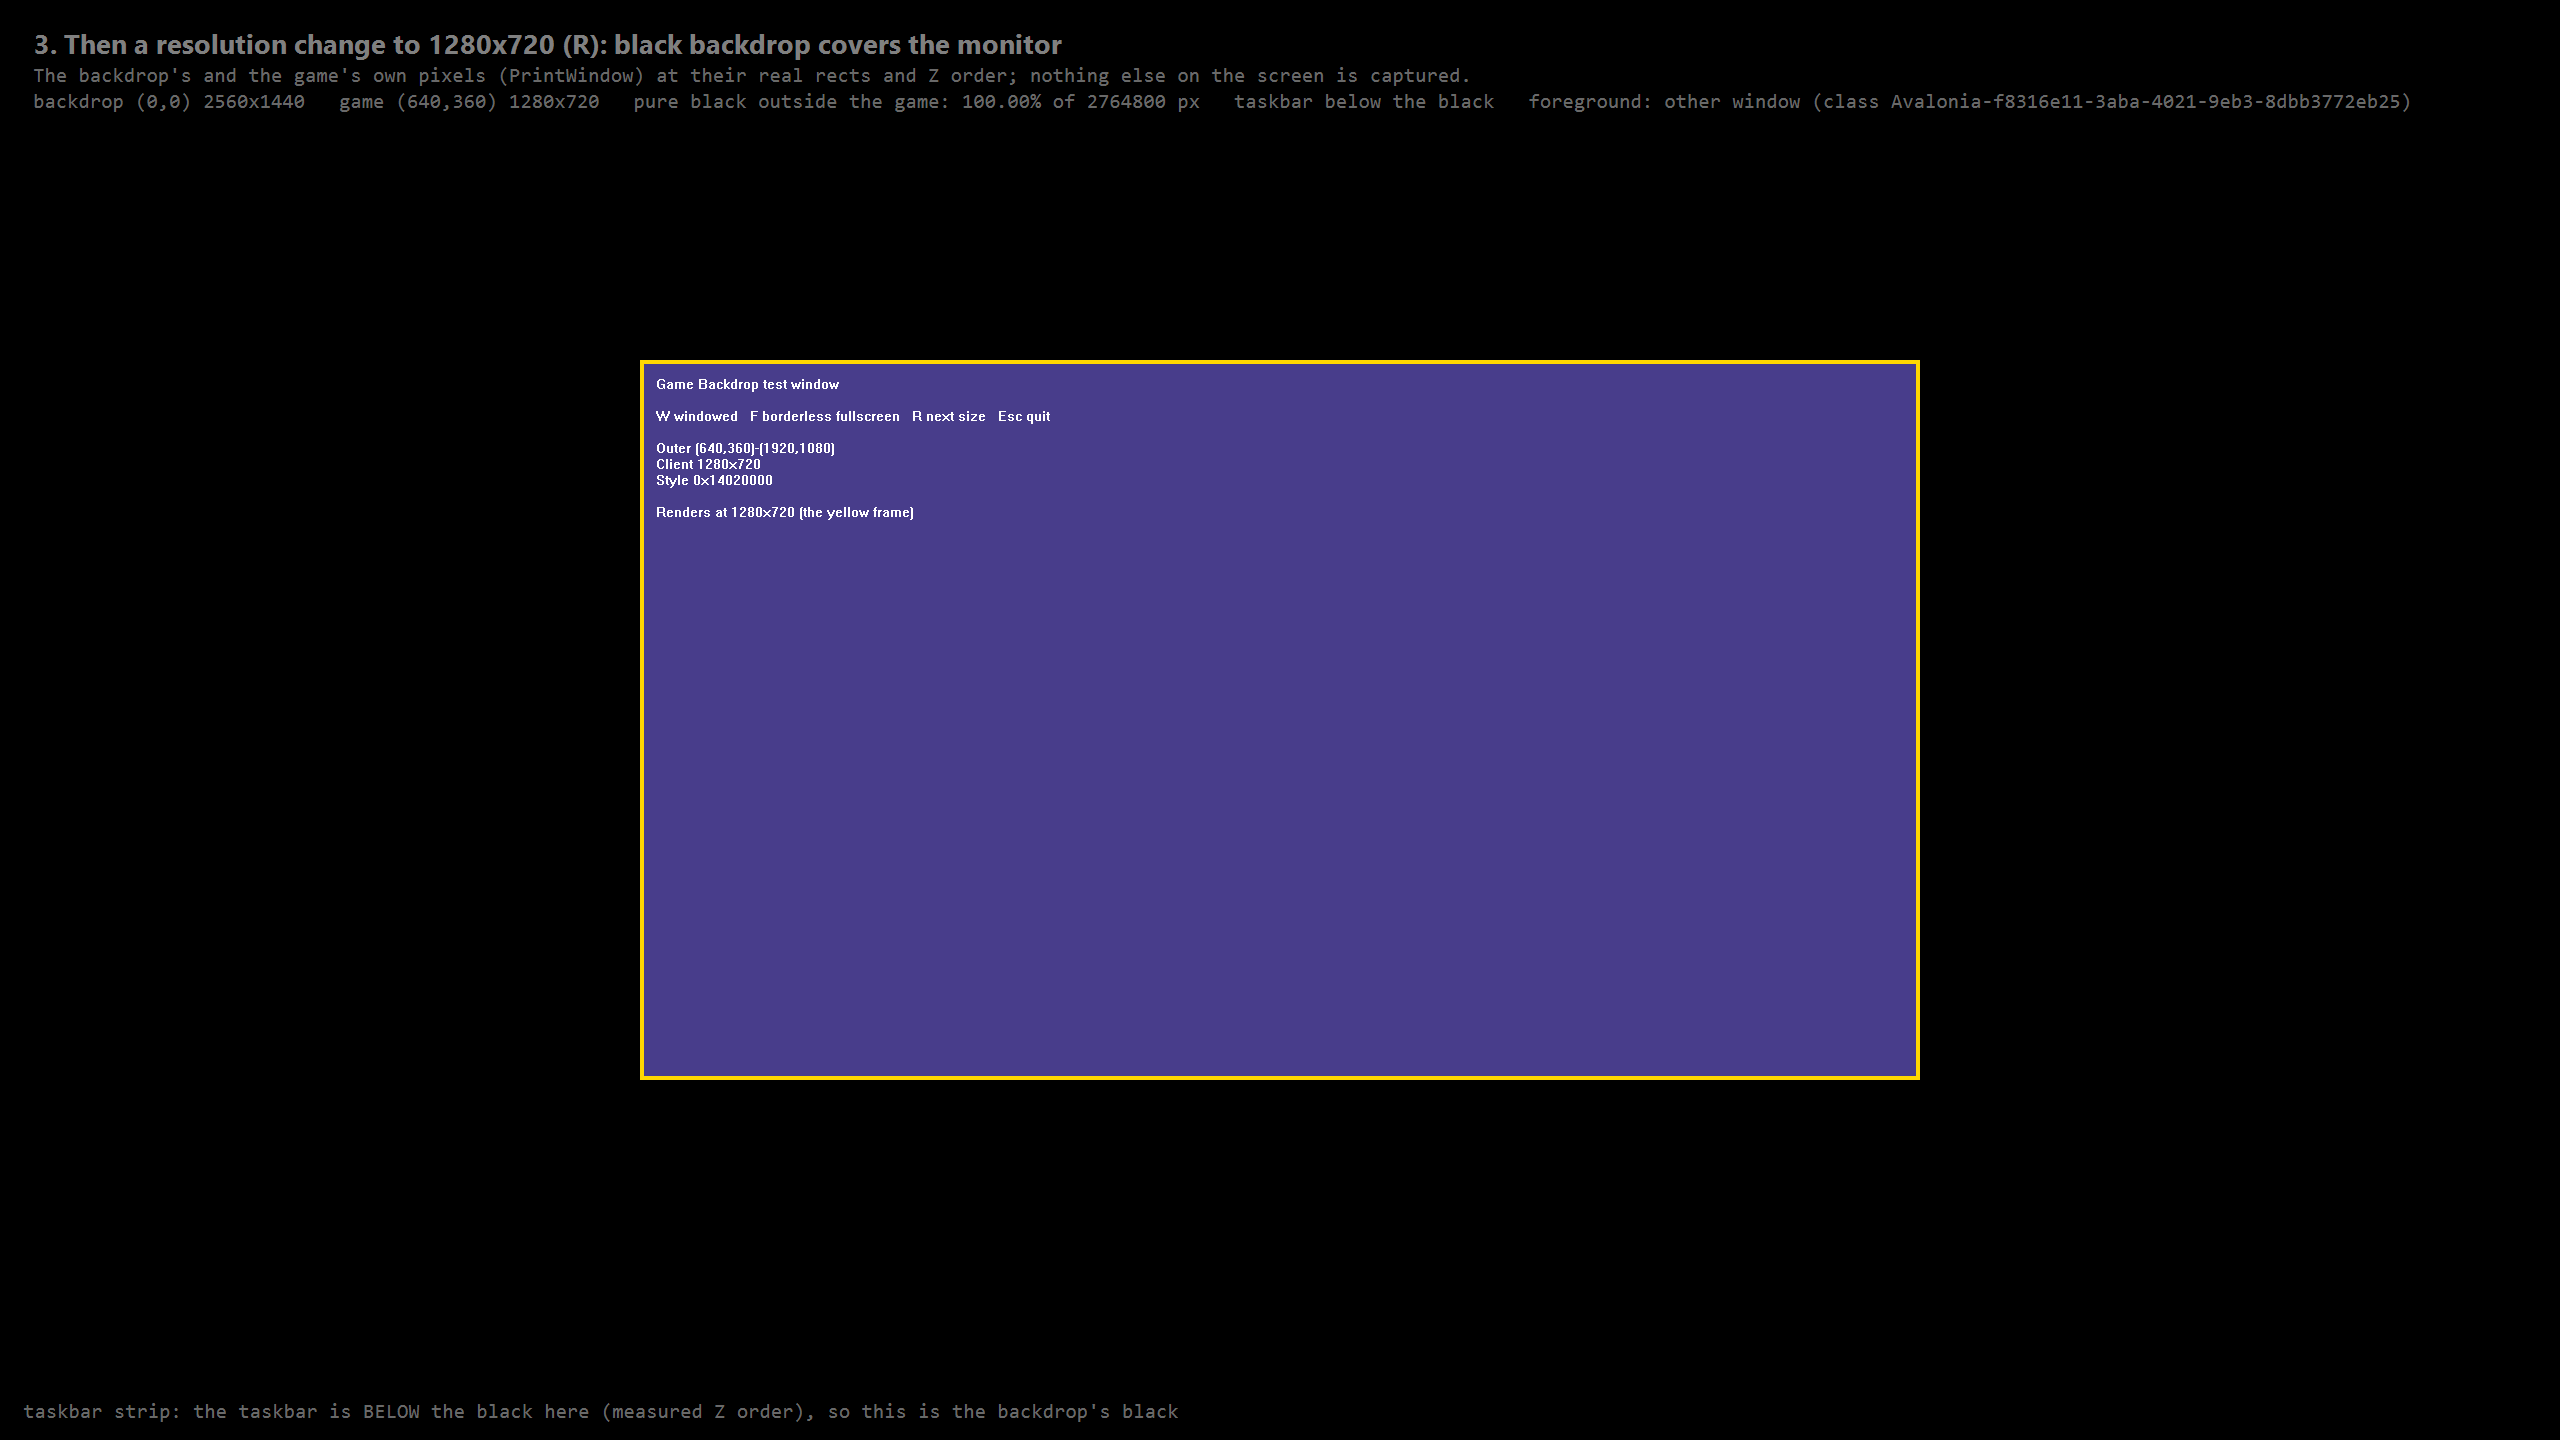 3. Then a resolution change to 1280x720 (R): black backdrop covers the monitor
The backdrop's and the game's own pixels (PrintWindow) at their real rects and Z order; nothing else on the screen is captured.
backdrop (0,0) 2560x1440   game (640,360) 1280x720   pure black outside the game: 100.00% of 2764800 px   taskbar below the black   foreground: other window (class Avalonia-f8316e11-3aba-4021-9eb3-8dbb3772eb25)
Game Backdrop test window
W windowed   F borderless fullscreen   R next size   Esc quit
Outer (640,360)-(1920,1080)
Client 1280x720
Style 0x14020000
Renders at 1280x720 (the yellow frame)
taskbar strip: the taskbar is BELOW the black here (measured Z order), so this is the backdrop's black